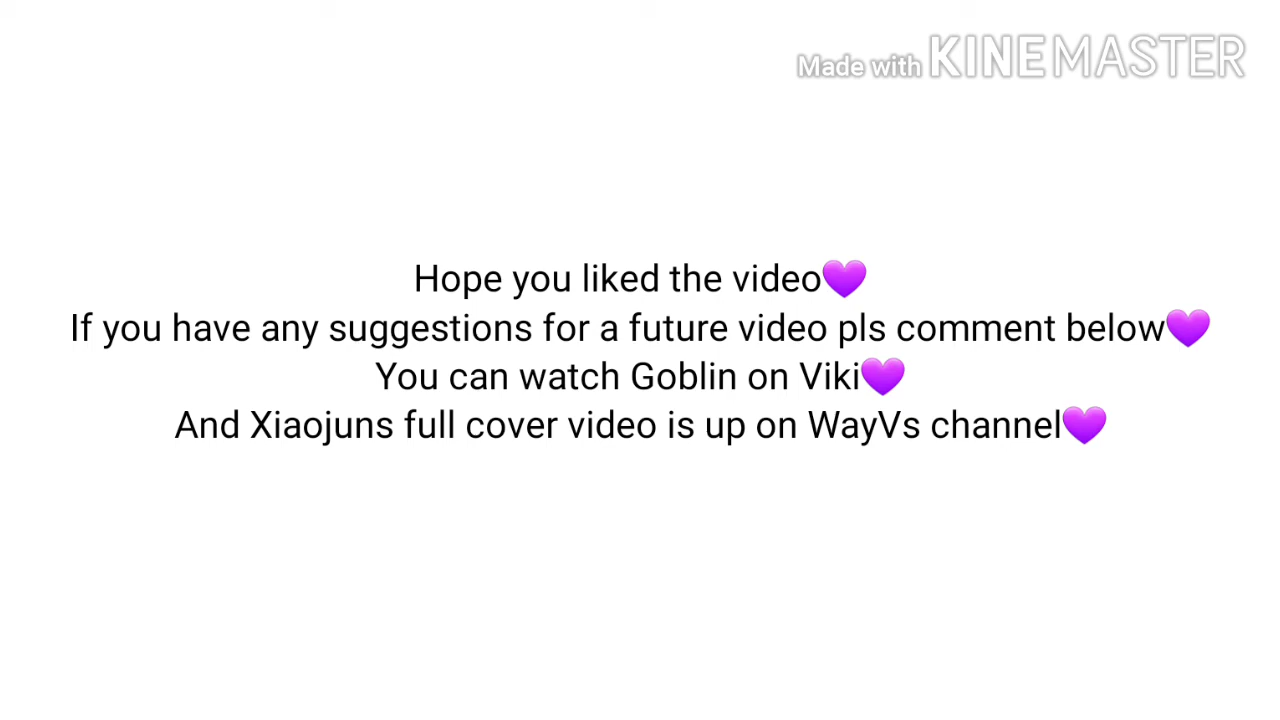 Made with KINEMASTER
Hope you liked the video💜
If you have any suggestions for a future video pls comment below💜
You can watch Goblin on Viki💜
And Xiaojuns full cover video is up on WayVs channel💜